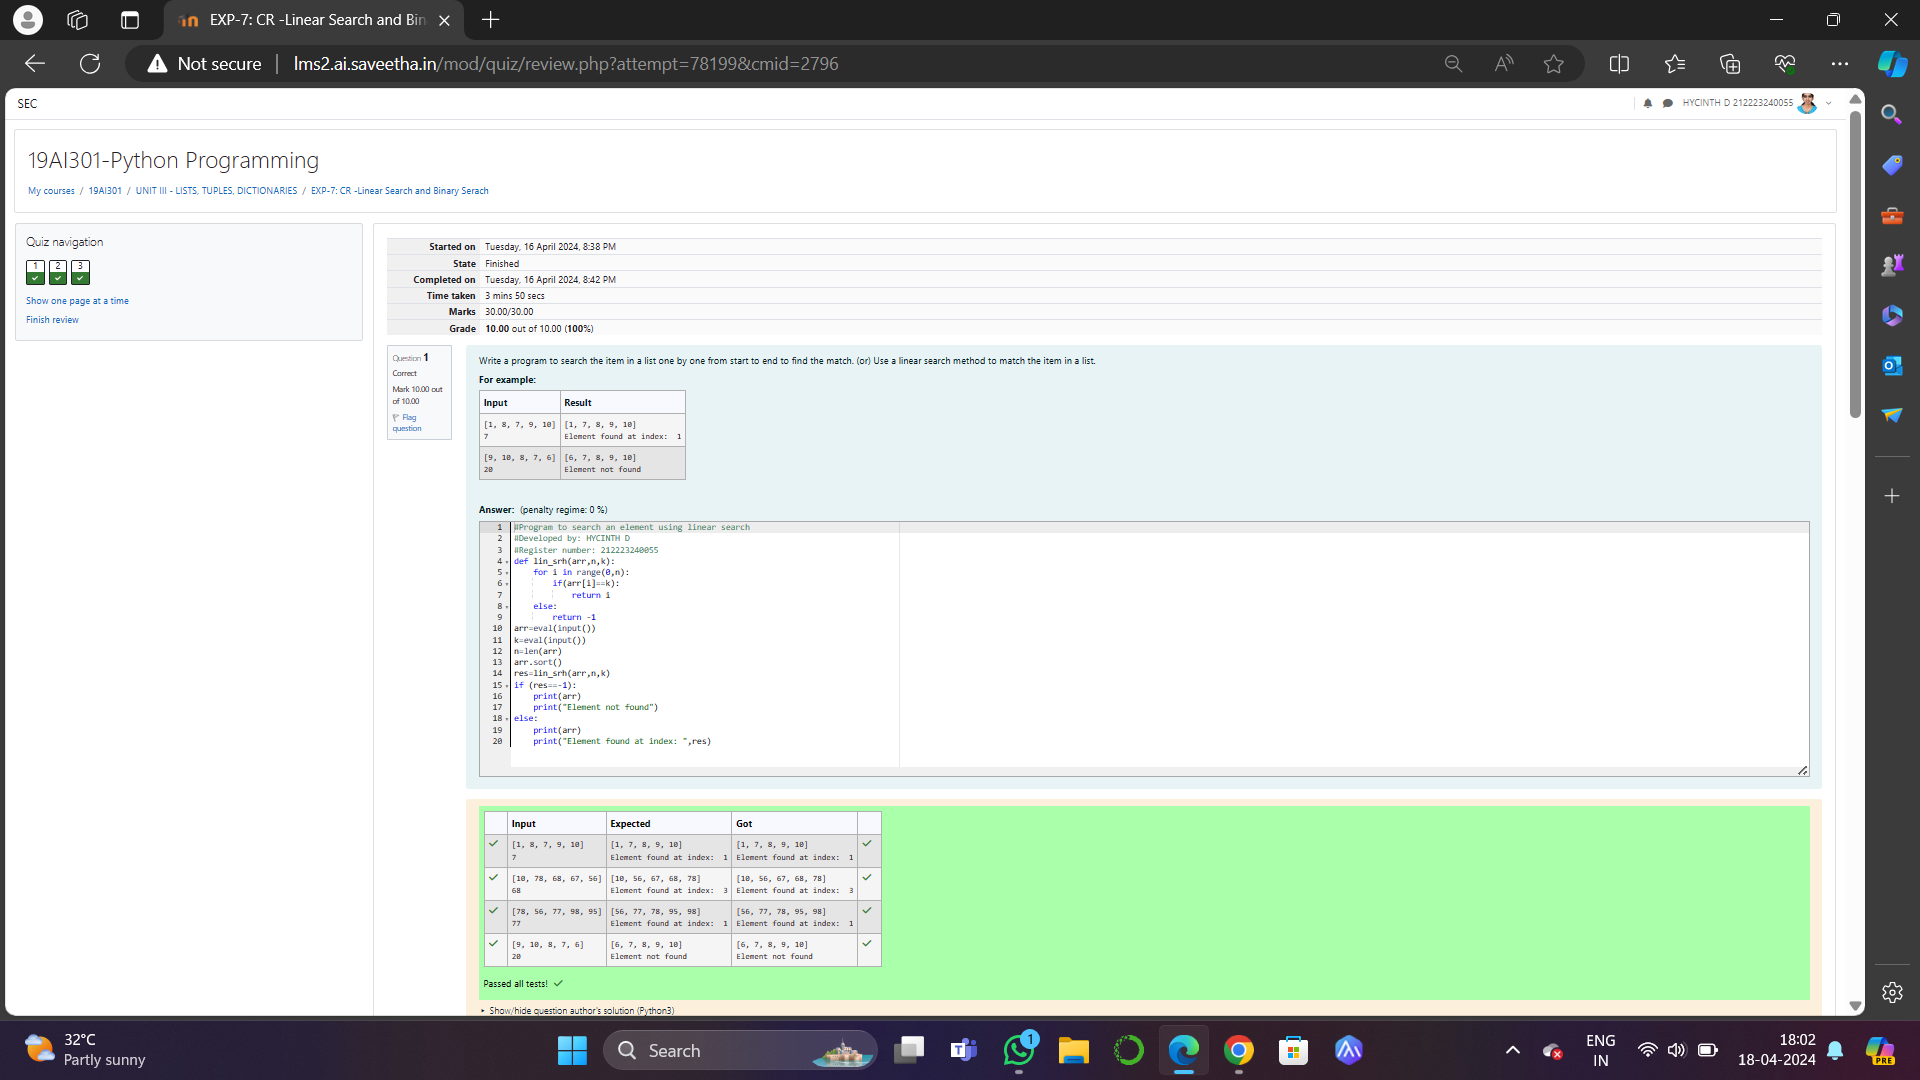 EXP-7: CR -Linear Search and Bin
Not secure
lms2.ai.saveetha.in/mod/quiz/review.php?attempt=78199&cmid=2796
SEC
HYCINTH D 212223240055
19AI301-Python Programming
My courses / 19AI301 / UNIT III - LISTS, TUPLES, DICTIONARIES / EXP-7: CR -Linear Search and Binary Serach
Quiz navigation
1 2 3
Show one page at a time
Finish review
Started on Tuesday, 16 April 2024, 8:38 PM
State Finished
Completed on Tuesday, 16 April 2024, 8:42 PM
Time taken 3 mins 50 secs
Marks 30.00/30.00
Grade 10.00 out of 10.00 (100%)
Question 1
Correct
Mark 10.00 out
of 10.00
Flag
question
Write a program to search the item in a list one by one from start to end to find the match. (or) Use a linear search method to match the item in a list.
For example:
Input Result
[1, 8, 7, 9, 10] [1, 7, 8, 9, 10]
7 Element found at index:  1
[9, 10, 8, 7, 6] [6, 7, 8, 9, 10]
20 Element not found
Answer: (penalty regime: 0 %)
1 #Program to search an element using linear search
2 #Developed by: HYCINTH D
3 #Register number: 212223240055
4 def lin_srh(arr,n,k):
5     for i in range(0,n):
6         if(arr[i]==k):
7             return i
8     else:
9         return -1
10 arr=eval(input())
11 k=eval(input())
12 n=len(arr)
13 arr.sort()
14 res=lin_srh(arr,n,k)
15 if (res==-1):
16     print(arr)
17     print("Element not found")
18 else:
19     print(arr)
20     print("Element found at index: ",res)
Input Expected Got
[1, 8, 7, 9, 10] [1, 7, 8, 9, 10] [1, 7, 8, 9, 10]
7 Element found at index:  1 Element found at index:  1
[10, 78, 68, 67, 56] [10, 56, 67, 68, 78] [10, 56, 67, 68, 78]
68 Element found at index:  3 Element found at index:  3
[78, 56, 77, 98, 95] [56, 77, 78, 95, 98] [56, 77, 78, 95, 98]
77 Element found at index:  1 Element found at index:  1
[9, 10, 8, 7, 6] [6, 7, 8, 9, 10] [6, 7, 8, 9, 10]
20 Element not found Element not found
Passed all tests!
Show/hide question author's solution (Python3)
32°C
Partly sunny
Search
1
ENG
IN
18:02
18-04-2024
PRE